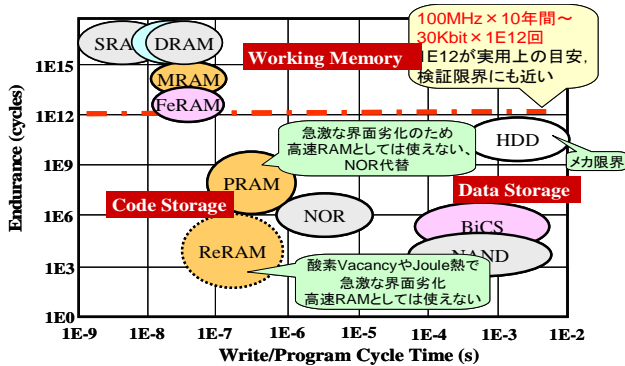 100MHz×10年間～
30Kbit×1E12回
1E12が実用上の目安,
検証限界にも近い
Working Memory
SRA
DRAM
MRAM
FeRAM
急激な界面劣化のため
高速RAMとしては使えない、
NOR代替
HDD
メカ限界
PRAM
Code Storage
NOR
Data Storage
BiCS
NAND
ReRAM
酸素VacancyやJoule熱で
急激な界面劣化
高速RAMとしては使えない
Endurance (cycles)
1E15
1E12
1E9
1E6
1E3
1E0
1E-9 1E-8 1E-7 1E-6 1E-5 1E-4 1E-3 1E-2
Write/Program Cycle Time (s)